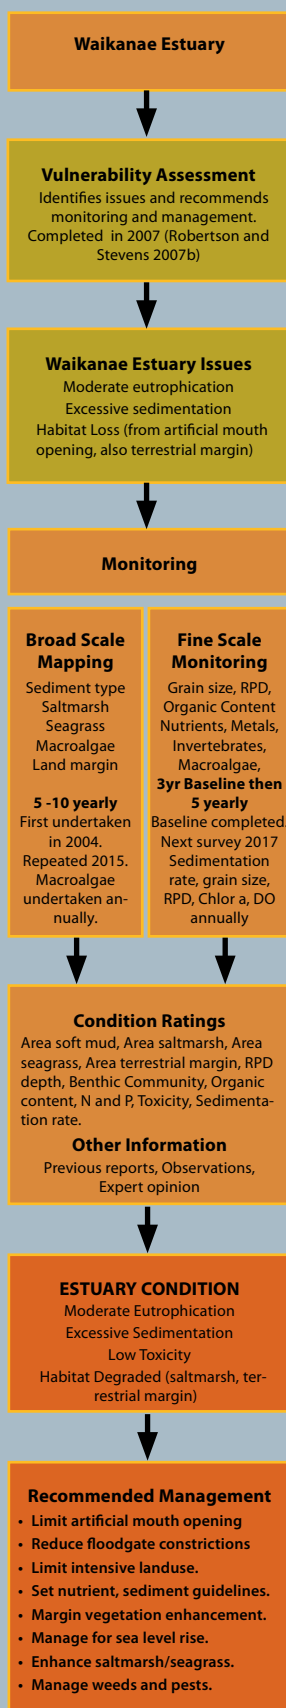 Waikanae Estuary
Vulnerability Assessment
Identifies issues and recommends
monitoring and management.
Completed in 2007 (Robertson and
Stevens 2007b)
Waikanae Estuary Issues
Moderate eutrophication
Excessive sedimentation
Habitat Loss (from artificial mouth
opening, also terrestrial margin)
Monitoring
Broad Scale
Mapping
Sediment type
Saltmarsh
Seagrass
Macroalgae
Land margin
5 -10 yearly
First undertaken
in 2004.
Repeated 2015.
Macroalgae
undertaken an-
nually.
Fine Scale
Monitoring
Grain size, RPD,
Organic Content
Nutrients, Metals,
Invertebrates,
Macroalgae,
3yr Baseline then
5 yearly
Baseline completed.
Next survey 2017
Sedimentation
rate, grain size,
RPD, Chlor a, DO
annually
Condition Ratings
Area soft mud, Area saltmarsh, Area
seagrass, Area terrestrial margin, RPD
depth, Benthic Community, Organic
content, N and P, Toxicity, Sedimenta-
tion rate.
Other Information
Previous reports, Observations,
Expert opinion
ESTUARY CONDITION
Moderate Eutrophication
Excessive Sedimentation
Low Toxicity
Habitat Degraded (saltmarsh, ter-
restrial margin)
Recommended Management
• Limit artificial mouth opening
• Reduce floodgate constrictions
• Limit intensive landuse.
• Set nutrient, sediment guidelines.
• Margin vegetation enhancement.
• Manage for sea level rise.
• Enhance saltmarsh/seagrass.
• Manage weeds and pests.